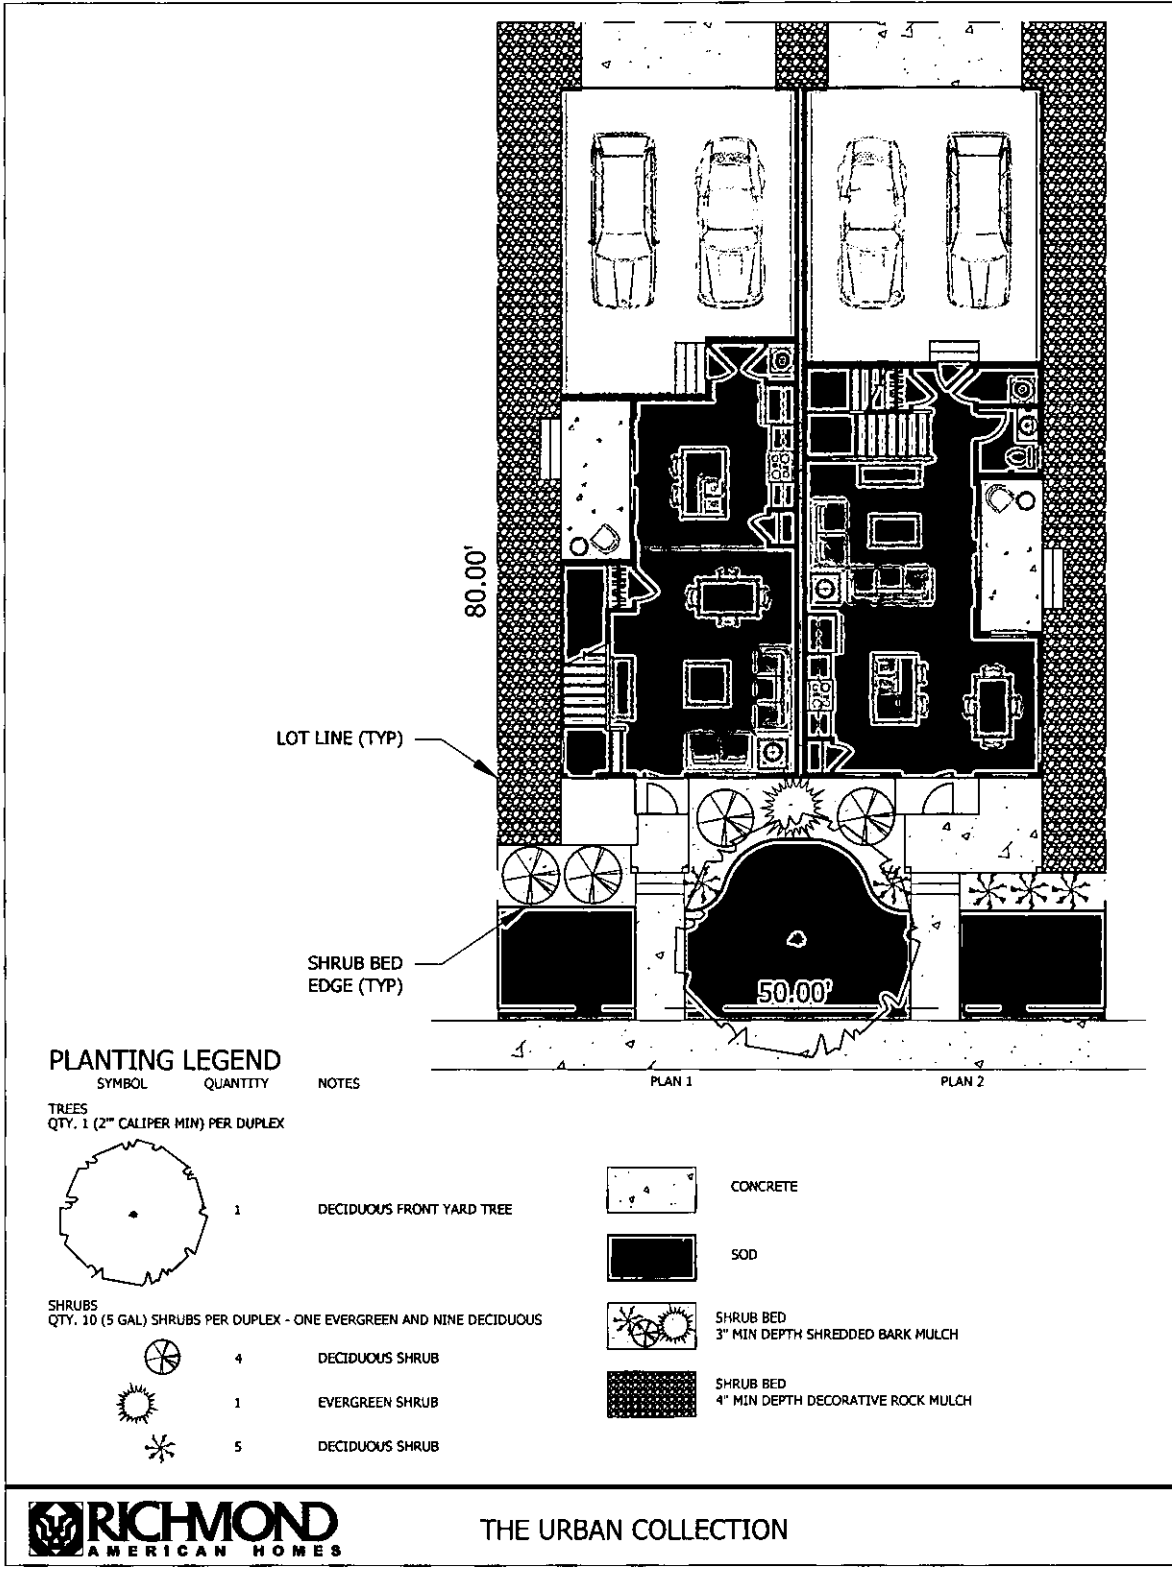 80.00'
LOT LINE (TYP)
SHRUB BED
EDGE (TYP)
50.00'
PLAN 1
PLAN 2
PLANTING LEGEND
SYMBOL QUANTITY NOTES
TREES
QTY. 1 (2"" CALIPER MIN) PER DUPLEX
1 DECIDUOUS FRONT YARD TREE
SHRUBS
QTY. 10 (5 GAL) SHRUBS PER DUPLEX - ONE EVERGREEN AND NINE DECIDUOUS
4 DECIDUOUS SHRUB
1 EVERGREEN SHRUB
5 DECIDUOUS SHRUB
CONCRETE
SOD
SHRUB BED
3" MIN DEPTH SHREDDED BARK MULCH
SHRUB BED
4" MIN DEPTH DECORATIVE ROCK MULCH
RICHMOND
AMERICAN HOMES
THE URBAN COLLECTION